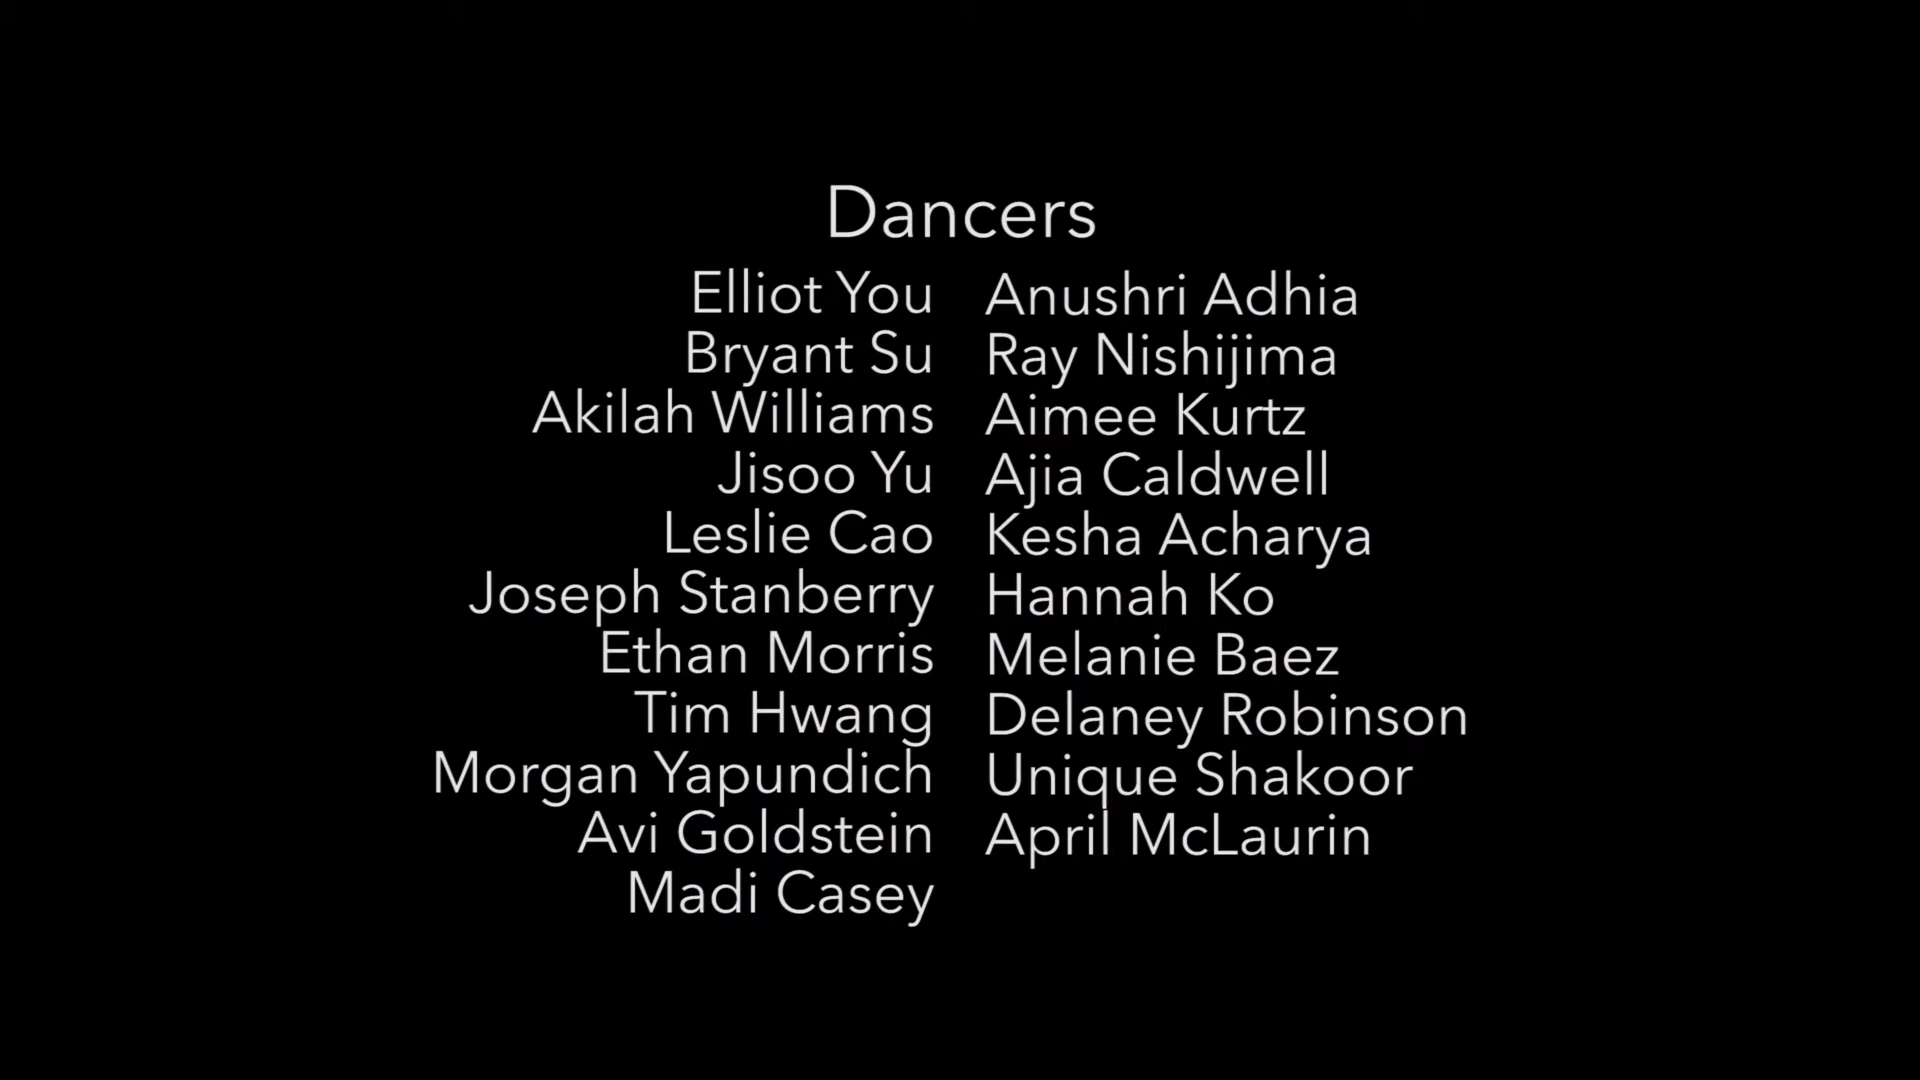 Dancers
Elliot You
Bryant Su
Akilah Williams
Jisoo Yu
Leslie Cao
Joseph Stanberry
Ethan Morris
Tim Hwang
Morgan Yapundich
Avi Goldstein
Madi Casey
Anushri Adhia
Ray Nishijima
Aimee Kurtz
Ajia Caldwell
Kesha Acharya
Hannah Ko
Melanie Baez
Delaney Robinson
Unique Shakoor
April McLaurin